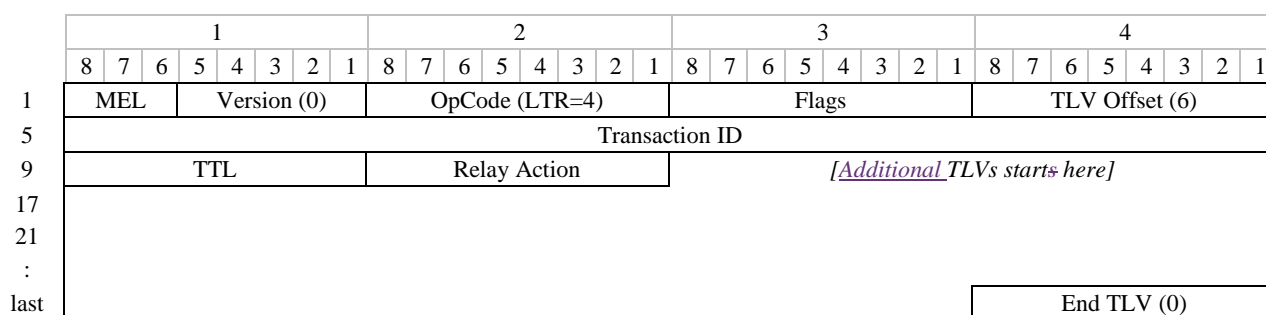 1 2 3 4
8 7 6 5 4 3 2 1 8 7 6 5 4 3 2 1 8 7 6 5 4 3 2 1 8 7 6 5 4 3 2 1
1 MEL Version (0) OpCode (LTR=4) Flags TLV Offset (6)
5 Transaction ID
9 TTL Relay Action [Additional TLVs starts here]
17
21
:
last End TLV (0)